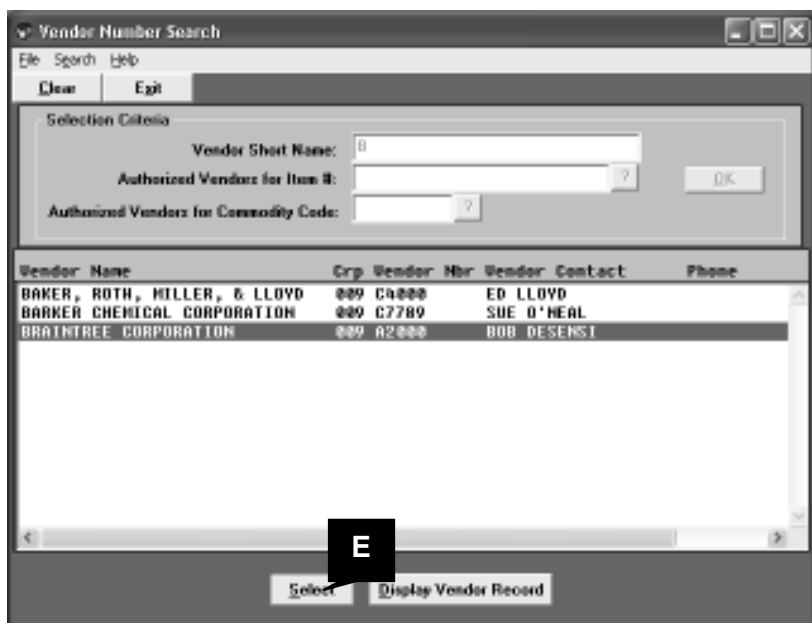 Vendor Number Search
File Search Help
Clear Exit
Selection Criteria
Vendor Short Name: B
Authorized Vendors for Item #: ? OK
Authorized Vendors for Commodity Code: ?
Vendor Name Crp Vendor Nbr Vendor Contact Phone
BAKER, ROTH, MILLER, & LLOYD 009 C4000 ED LLOYD
BARKER CHEMICAL CORPORATION 009 C7789 SUE O'NEAL
BRAINTREE CORPORATION 009 A2000 BOB DESENSI
E
Select Display Vendor Record